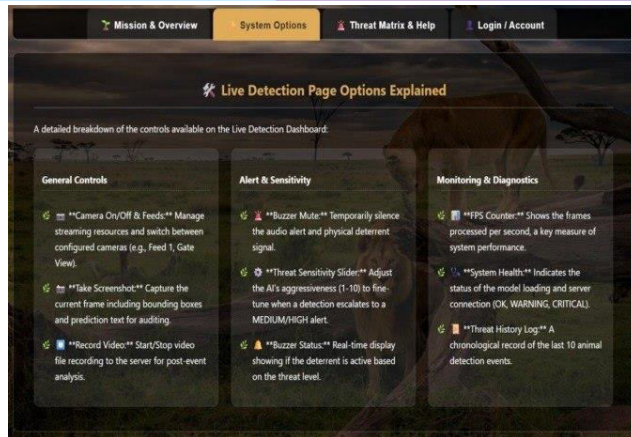 Mission & Overview
System Options
Threat Matrix & Help
Login / Account
Live Detection Page Options Explained
A detailed breakdown of the controls available on the Live Detection Dashboard:
General Controls
**Camera On/Off & Feeds:** Manage
streaming resources and switch between
configured cameras (e.g., Feed 1, Gate
View).
**Take Screenshot:** Capture the
current frame including bounding boxes
and prediction text for auditing.
**Record Video:** Start/Stop video
file recording to the server for post-event
analysis.
Alert & Sensitivity
**Buzzer Mute:** Temporarily silence
the audio alert and physical deterrent
signal.
**Threat Sensitivity Slider:** Adjust
the AI's aggressiveness (1-10) to fine-
tune when a detection escalates to a
MEDIUM/HIGH alert.
**Buzzer Status:** Real-time display
showing if the deterrent is active based
on the threat level.
Monitoring & Diagnostics
**FPS Counter:** Shows the frames
processed per second, a key measure of
system performance.
**System Health:** Indicates the
status of the model loading and server
connection (OK, WARNING, CRITICAL).
**Threat History Log:** A
chronological record of the last 10 animal
detection events.